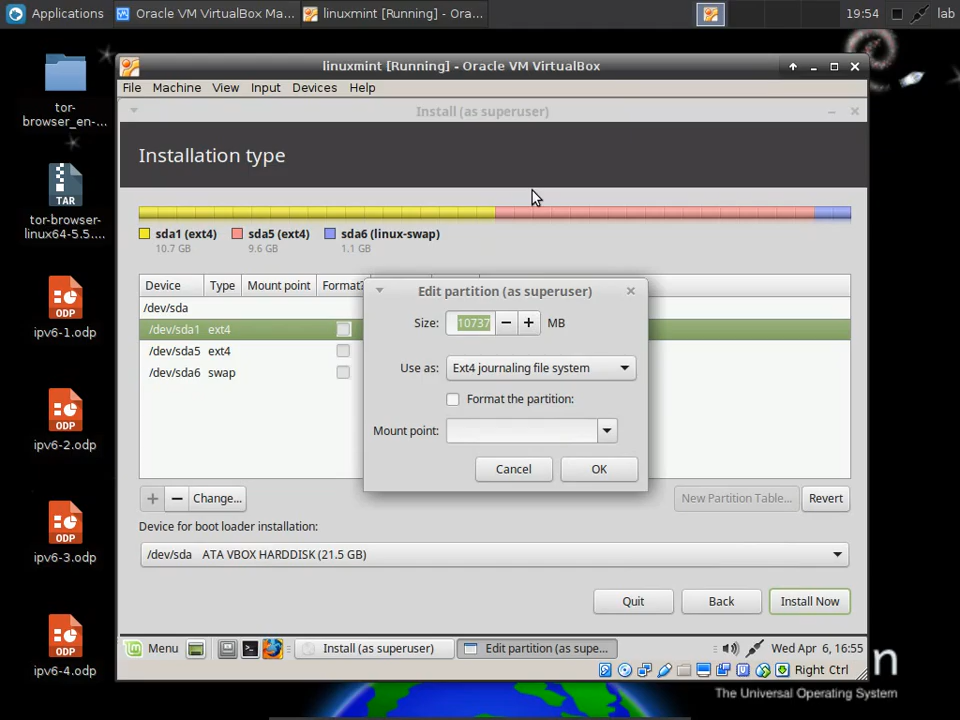 Applications
Oracle VM VirtualBox Ma...
linuxmint [Running] - Ora...
19:54
lab
tor-
browser_en-...
TAR
tor-browser-
linux64-5.5....
ODP
ipv6-1.odp
ODP
ipv6-2.odp
ODP
ipv6-3.odp
ODP
ipv6-4.odp
linuxmint [Running] - Oracle VM VirtualBox
File Machine View Input Devices Help
Install (as superuser)
Installation type
sda1 (ext4) sda5 (ext4) sda6 (linux-swap)
10.7 GB 9.6 GB 1.1 GB
Device Type Mount point Format?
/dev/sda
/dev/sda1 ext4
/dev/sda5 ext4
/dev/sda6 swap
Edit partition (as superuser)
Size: 10737 MB
Use as: Ext4 journaling file system
Format the partition:
Mount point:
Cancel OK
Change... New Partition Table... Revert
Device for boot loader installation:
/dev/sda ATA VBOX HARDDISK (21.5 GB)
Quit Back Install Now
Menu Install (as superuser) Edit partition (as supe... Wed Apr 6, 16:55
Right Ctrl
n
The Universal Operating System